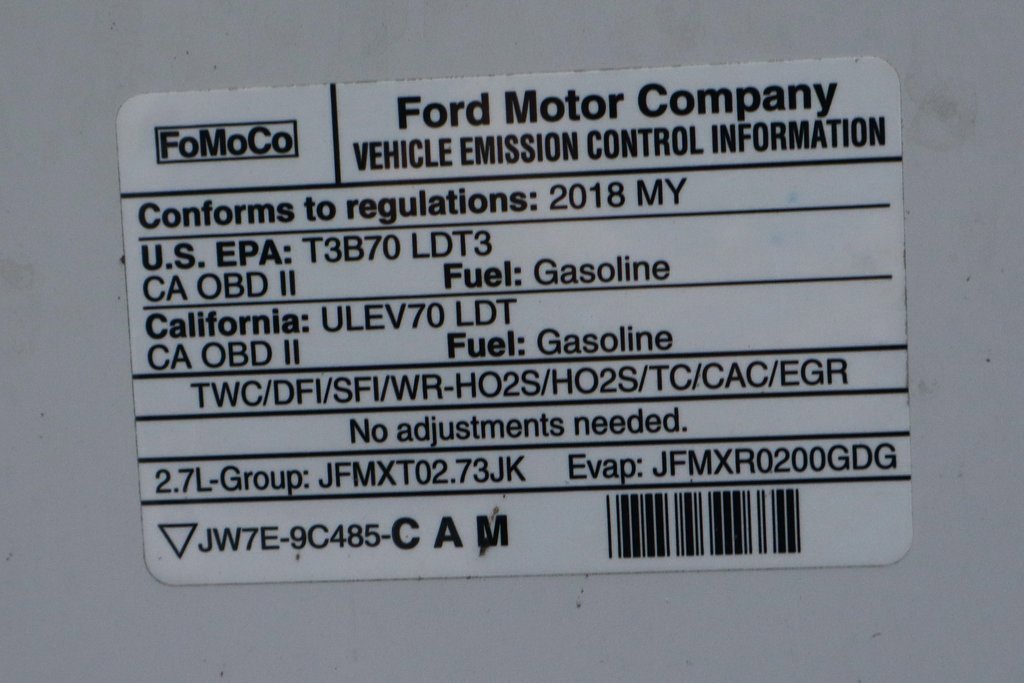 FoMoCo
Ford Motor Company
VEHICLE EMISSION CONTROL INFORMATION
Conforms to regulations: 2018 MY
U.S. EPA: T3B70 LDT3
CA OBD II Fuel: Gasoline
California: ULEV70 LDT
CA OBD II Fuel: Gasoline
TWC/DFI/SFI/WR-HO2S/HO2S/TC/CAC/EGR
No adjustments needed.
2.7L-Group: JFMXT02.73JK Evap: JFMXR0200GDG
JW7E-9C485-C A M